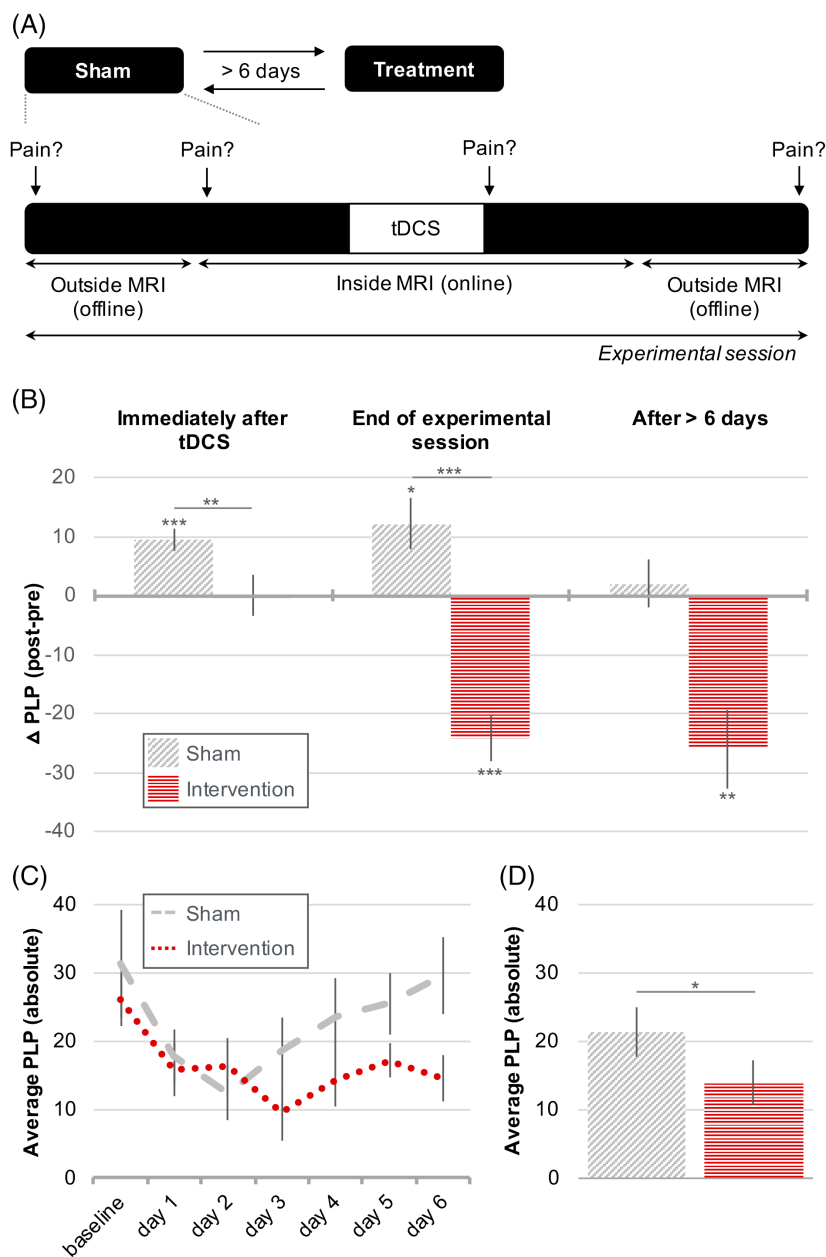 (A)
Sham
> 6 days
Treatment
Pain?
Pain?
Pain?
Pain?
tDCS
Outside MRI
(offline)
Inside MRI (online)
Outside MRI
(offline)
Experimental session
(B)
Immediately after
tDCS
End of experimental
session
After > 6 days
Δ PLP (post-pre)
20
10
0
-10
-20
-30
-40
***
**
*
***
***
**
Sham
Intervention
(C)
Average PLP (absolute)
40
30
20
10
0
Sham
Intervention
baseline
day 1
day 2
day 3
day 4
day 5
day 6
(D)
Average PLP (absolute)
40
30
20
10
0
*